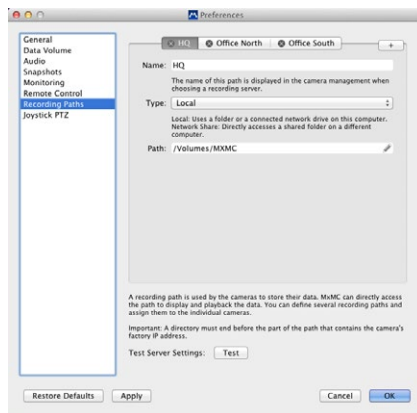 Preferences
General
Data Volume
Audio
Snapshots
Monitoring
Remote Control
Recording Paths
Joystick PTZ
HQ
Office North
Office South
+
Name: HQ
The name of this path is displayed in the camera management when
choosing a recording server.
Type: Local
Local: Uses a folder or a connected network drive on this computer.
Network Share: Directly accesses a shared folder on a different
computer.
Path: /Volumes/MXMC
A recording path is used by the cameras to store their data. MxMC can directly access
the path to display and playback the data. You can define several recording paths and
assign them to the individual cameras.
Important: A directory must end before the part of the path that contains the camera's
factory IP address.
Test Server Settings: Test
Restore Defaults
Apply
Cancel
OK